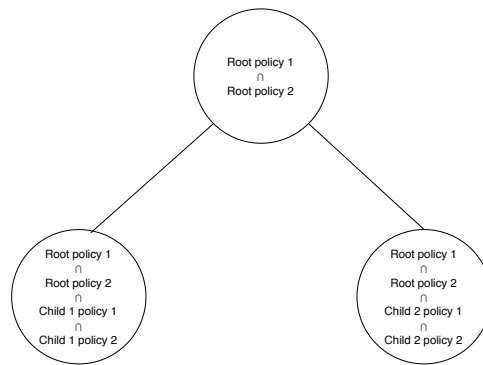 Root policy 1
∩
Root policy 2
Root policy 1
∩
Root policy 2
∩
Child 1 policy 1
∩
Child 1 policy 2
Root policy 1
∩
Root policy 2
∩
Child 2 policy 1
∩
Child 2 policy 2